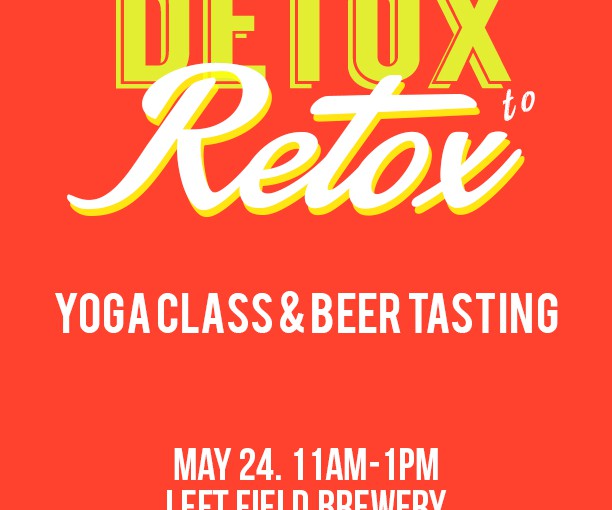 DETOX
to
Retox
YOGA CLASS & BEER TASTING
MAY 24. 11AM-1PM
LEFT FIELD BREWERY